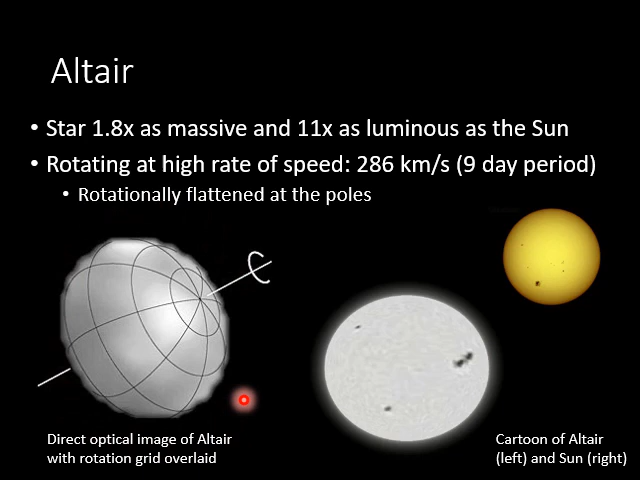 Altair
• Star 1.8x as massive and 11x as luminous as the Sun
• Rotating at high rate of speed: 286 km/s (9 day period)
• Rotationally flattened at the poles
Direct optical image of Altair
with rotation grid overlaid
Cartoon of Altair
(left) and Sun (right)